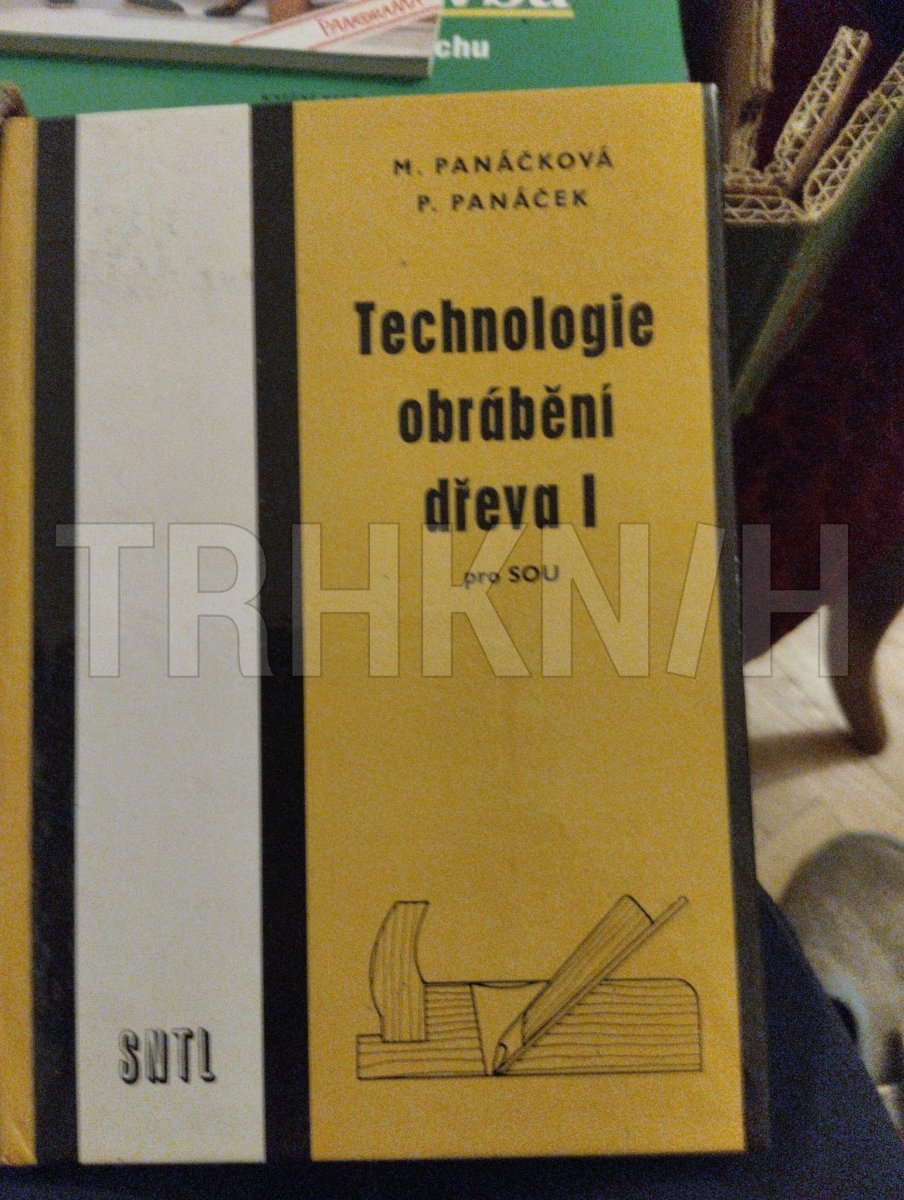 chu
M. PANÁČKOVÁ
P. PANÁČEK
Technologie
obrábění
dřeva I
pro SOU
TRHKNIH
SNTL